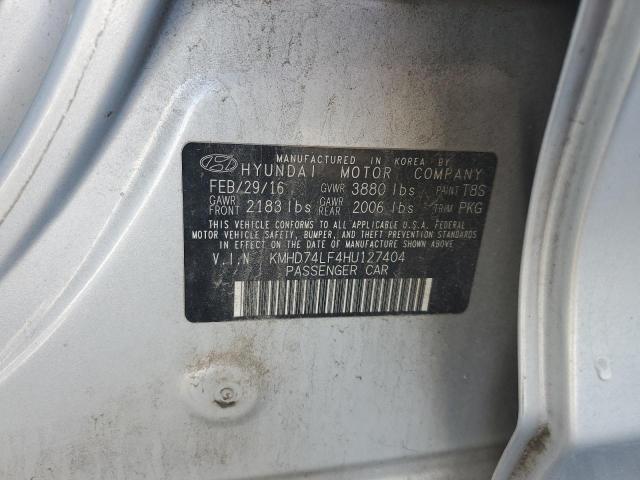 MANUFACTURED IN KOREA BY
HYUNDAI MOTOR COMPANY
FEB/29/16 GVWR 3880 lbs PAINT T8S
GAWR FRONT 2183 lbs GAWR REAR 2006 lbs TRIM PKG
THIS VEHICLE CONFORMS TO ALL APPLICABLE U.S.A. FEDERAL
MOTOR VEHICLE SAFETY, BUMPER, AND THEFT PREVENTION STANDARDS
IN EFFECT ON THE DATE OF MANUFACTURE SHOWN ABOVE.
V.I.N KMHD74LF4HU127404
PASSENGER CAR